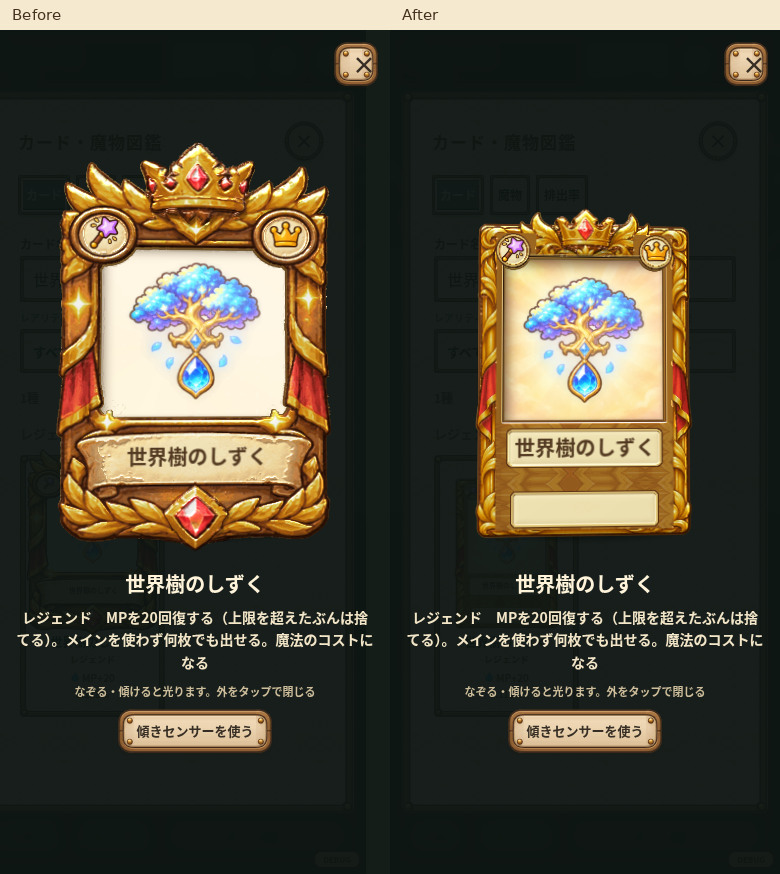 Before
After
カード・魔物図鑑
世界樹のしずく
世界樹のしずく
レジェンド　MPを20回復する（上限を超えたぶんは捨
てる）。メインを使わず何枚でも出せる。魔法のコストに
なる
なぞる・傾けると光ります。外をタップで閉じる
傾きセンサーを使う
カード・魔物図鑑
カード
魔物
世界樹のしずく
世界樹のしずく
レジェンド　MPを20回復する（上限を超えたぶんは捨
てる）。メインを使わず何枚でも出せる。魔法のコストに
なる
なぞる・傾けると光ります。外をタップで閉じる
傾きセンサーを使う